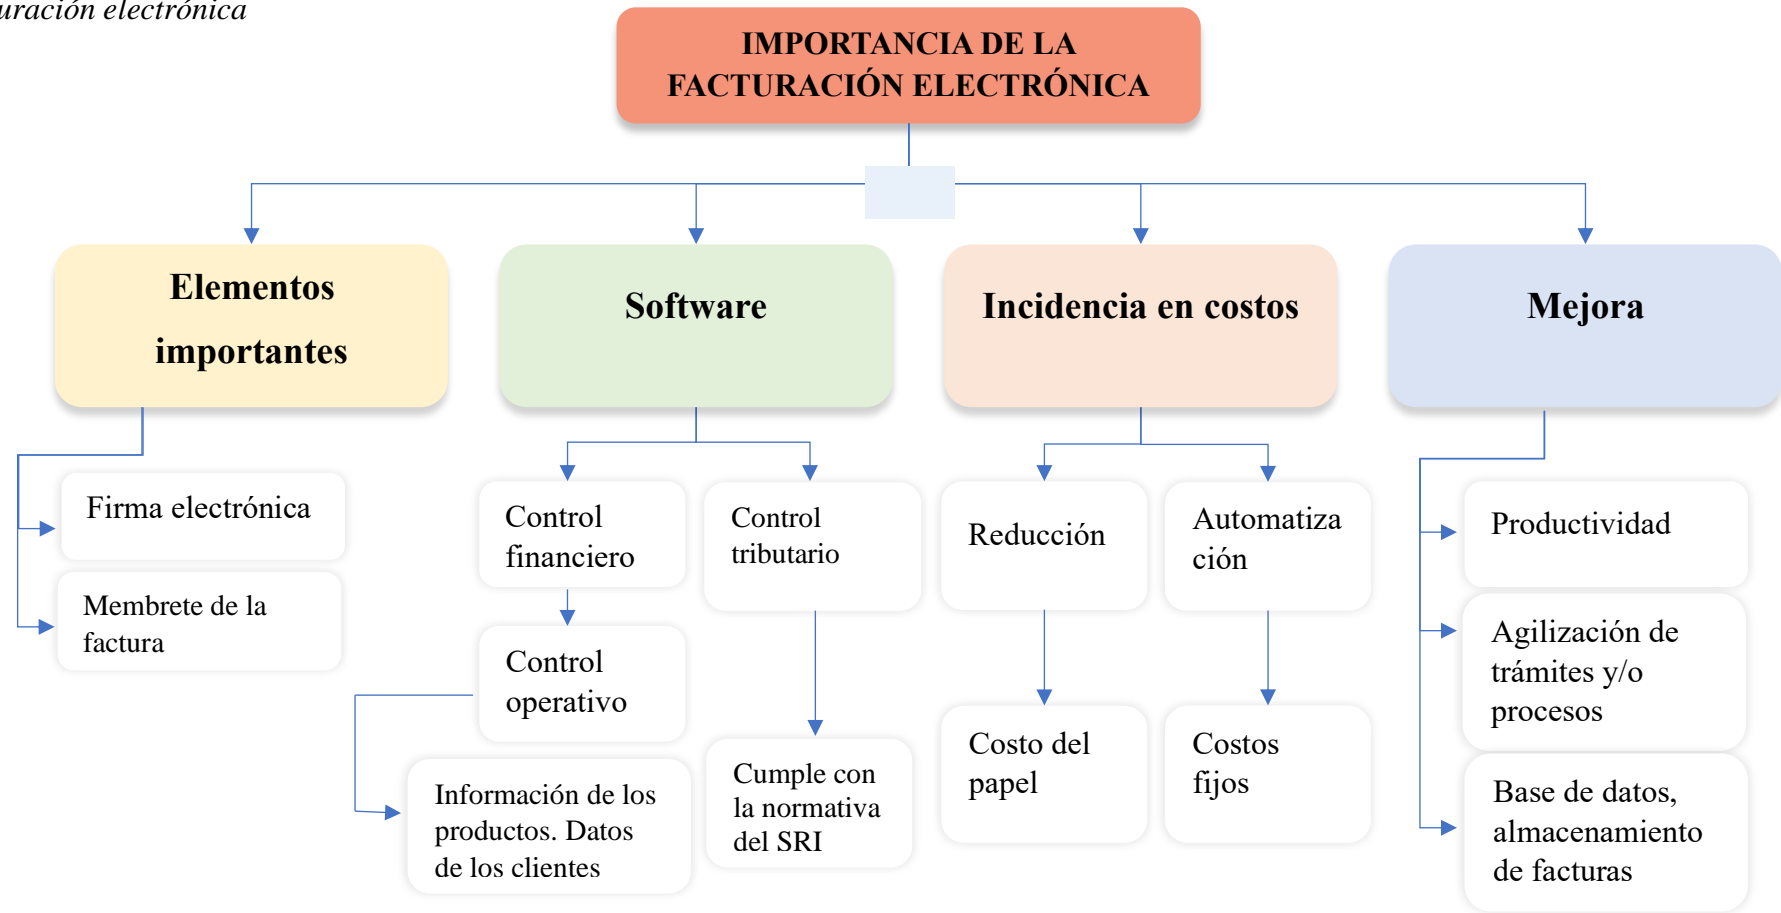 uración electrónica
IMPORTANCIA DE LA
FACTURACIÓN ELECTRÓNICA
Elementos
importantes
Software
Incidencia en costos
Mejora
Firma electrónica
Membrete de la
factura
Control
financiero
Control
operativo
Información de los
productos. Datos
de los clientes
Control
tributario
Cumple con
la normativa
del SRI
Reducción
Costo del
papel
Automatiza
ción
Costos
fijos
Productividad
Agilización de
trámites y/o
procesos
Base de datos,
almacenamiento
de facturas